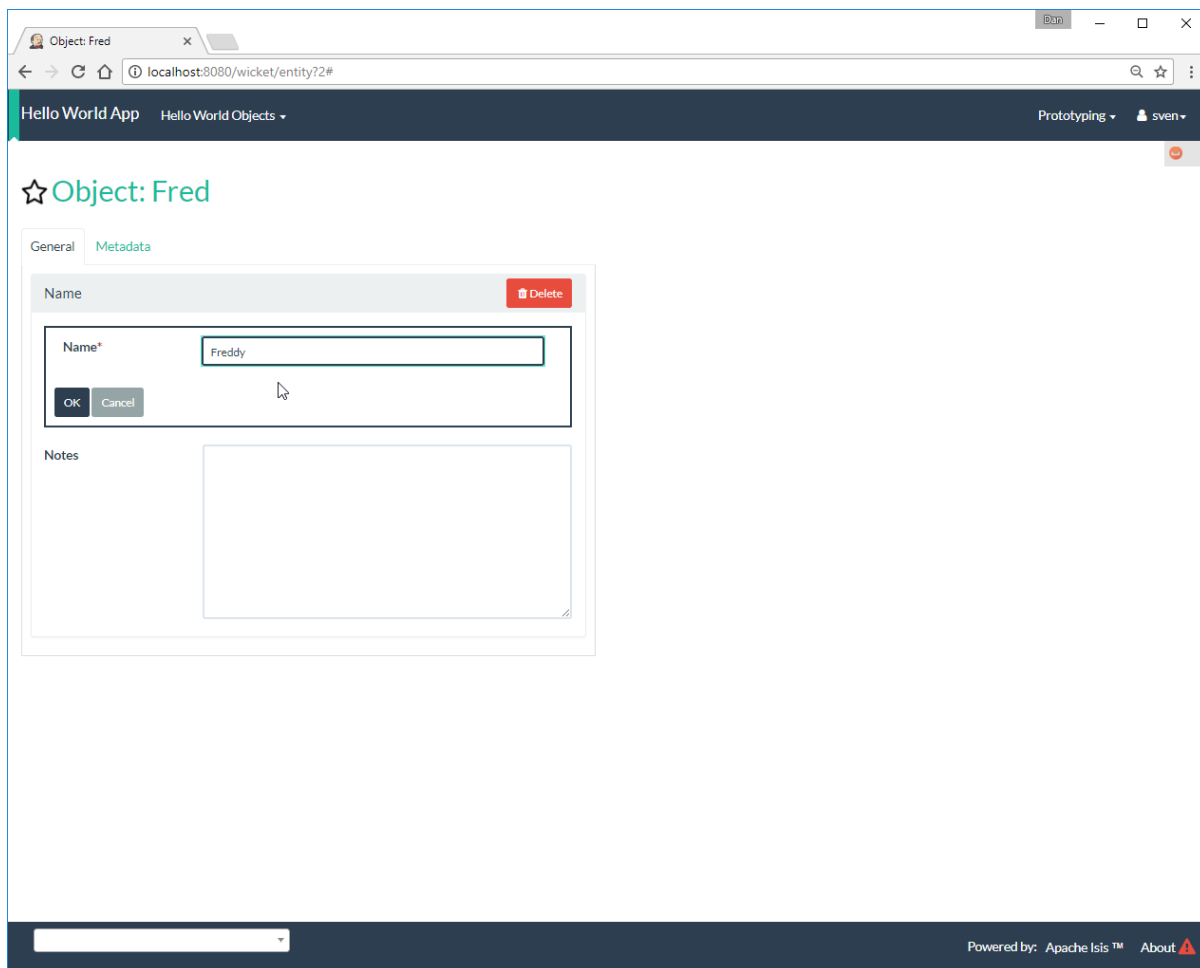 Dan
Object: Fred
localhost:8080/wicket/entity?2#
Hello World App Hello World Objects Prototyping sven
Object: Fred
General Metadata
Name Delete
Name* Freddy
OK Cancel
Notes
Powered by: Apache Isis ™ About